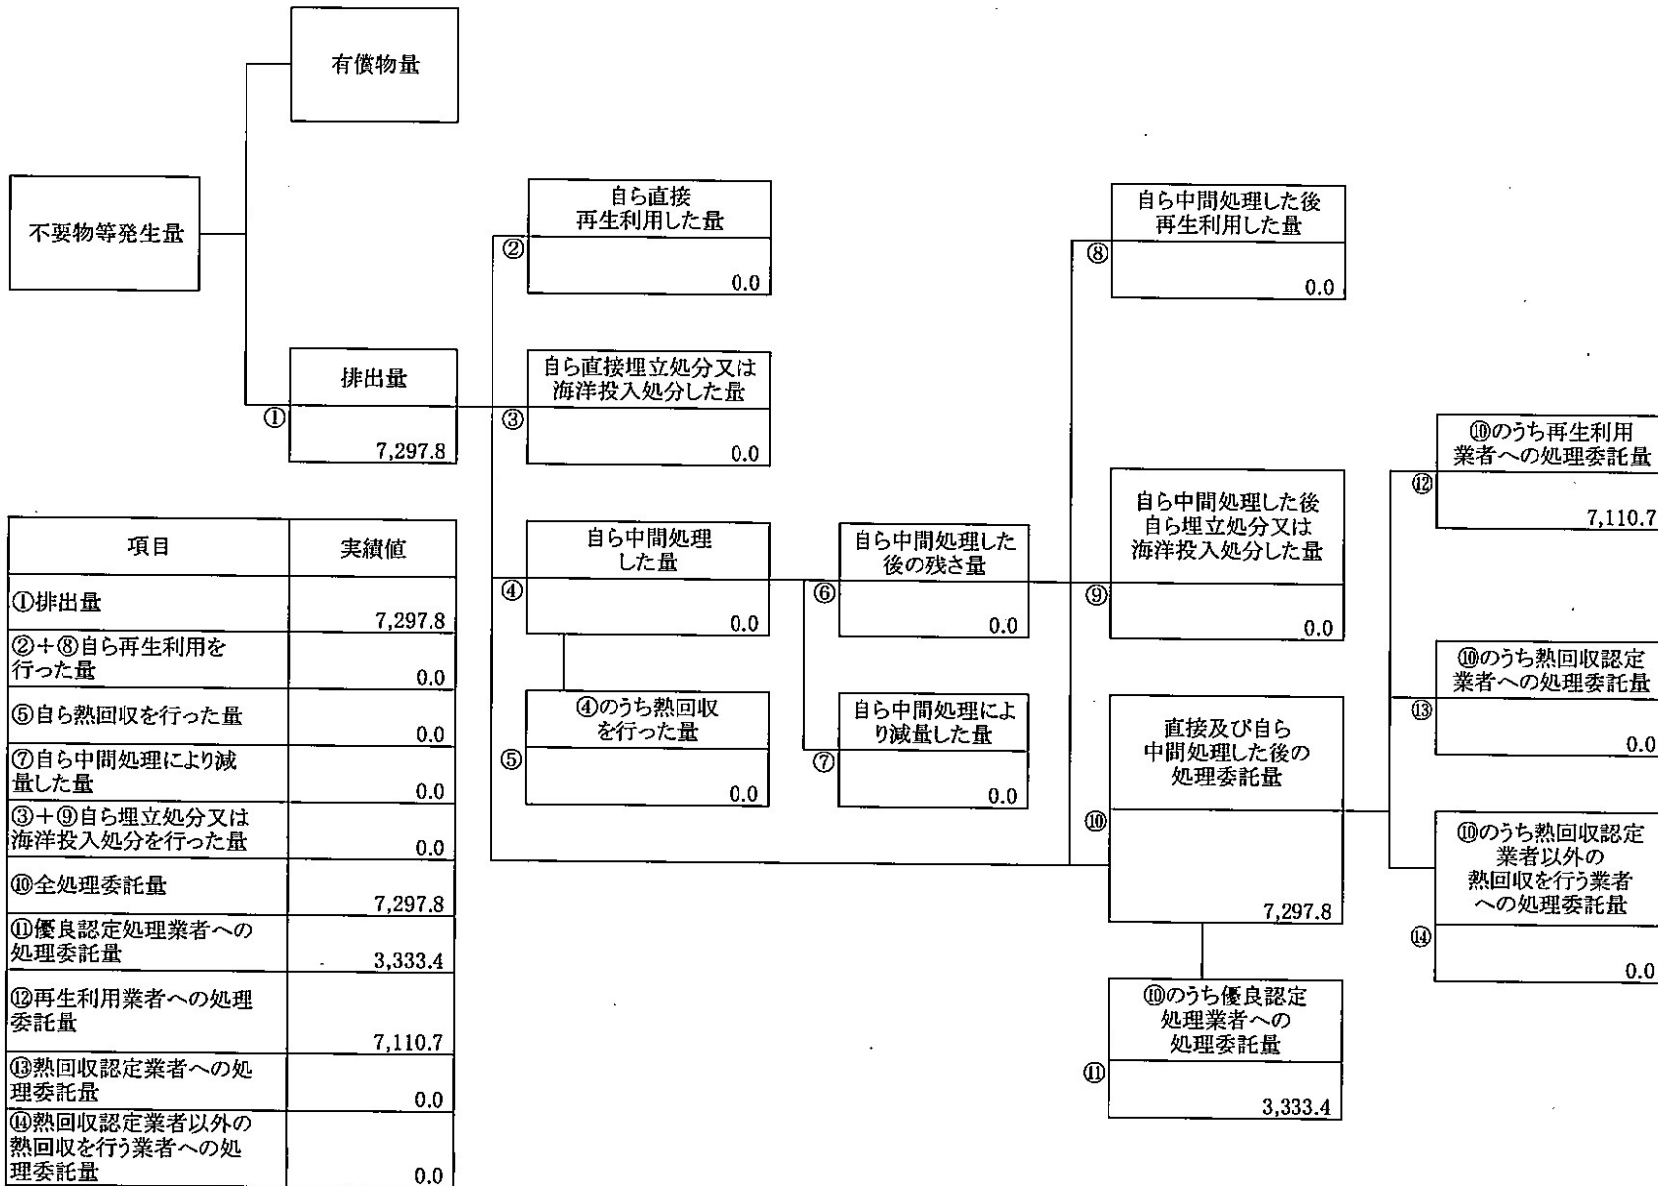 有償物量
不要物等発生量
排出量
①
7,297.8
自ら直接
再生利用した量
②
0.0
自ら直接埋立処分又は
海洋投入処分した量
③
0.0
自ら中間処理
した量
④
0.0
④のうち熱回収
を行った量
⑤
0.0
自ら中間処理した
後の残さ量
⑥
0.0
自ら中間処理によ
り減量した量
⑦
0.0
自ら中間処理した後
再生利用した量
⑧
0.0
自ら中間処理した後
自ら埋立処分又は
海洋投入処分した量
⑨
0.0
直接及び自ら
中間処理した後の
処理委託量
⑩
7,297.8
⑩のうち優良認定
処理業者への
処理委託量
⑪
3,333.4
⑩のうち再生利用
業者への処理委託量
⑫
7,110.7
⑩のうち熱回収認定
業者への処理委託量
⑬
0.0
⑩のうち熱回収認定
業者以外の
熱回収を行う業者
への処理委託量
⑭
0.0
項目 実績値
①排出量
7,297.8
②+⑧自ら再生利用を
行った量
0.0
⑤自ら熱回収を行った量
0.0
⑦自ら中間処理により減
量した量
0.0
③+⑨自ら埋立処分又は
海洋投入処分を行った量
0.0
⑩全処理委託量
7,297.8
⑪優良認定処理業者への
処理委託量
3,333.4
⑫再生利用業者への処理
委託量
7,110.7
⑬熱回収認定業者への処
理委託量
0.0
⑭熱回収認定業者以外の
熱回収を行う業者への処
理委託量
0.0